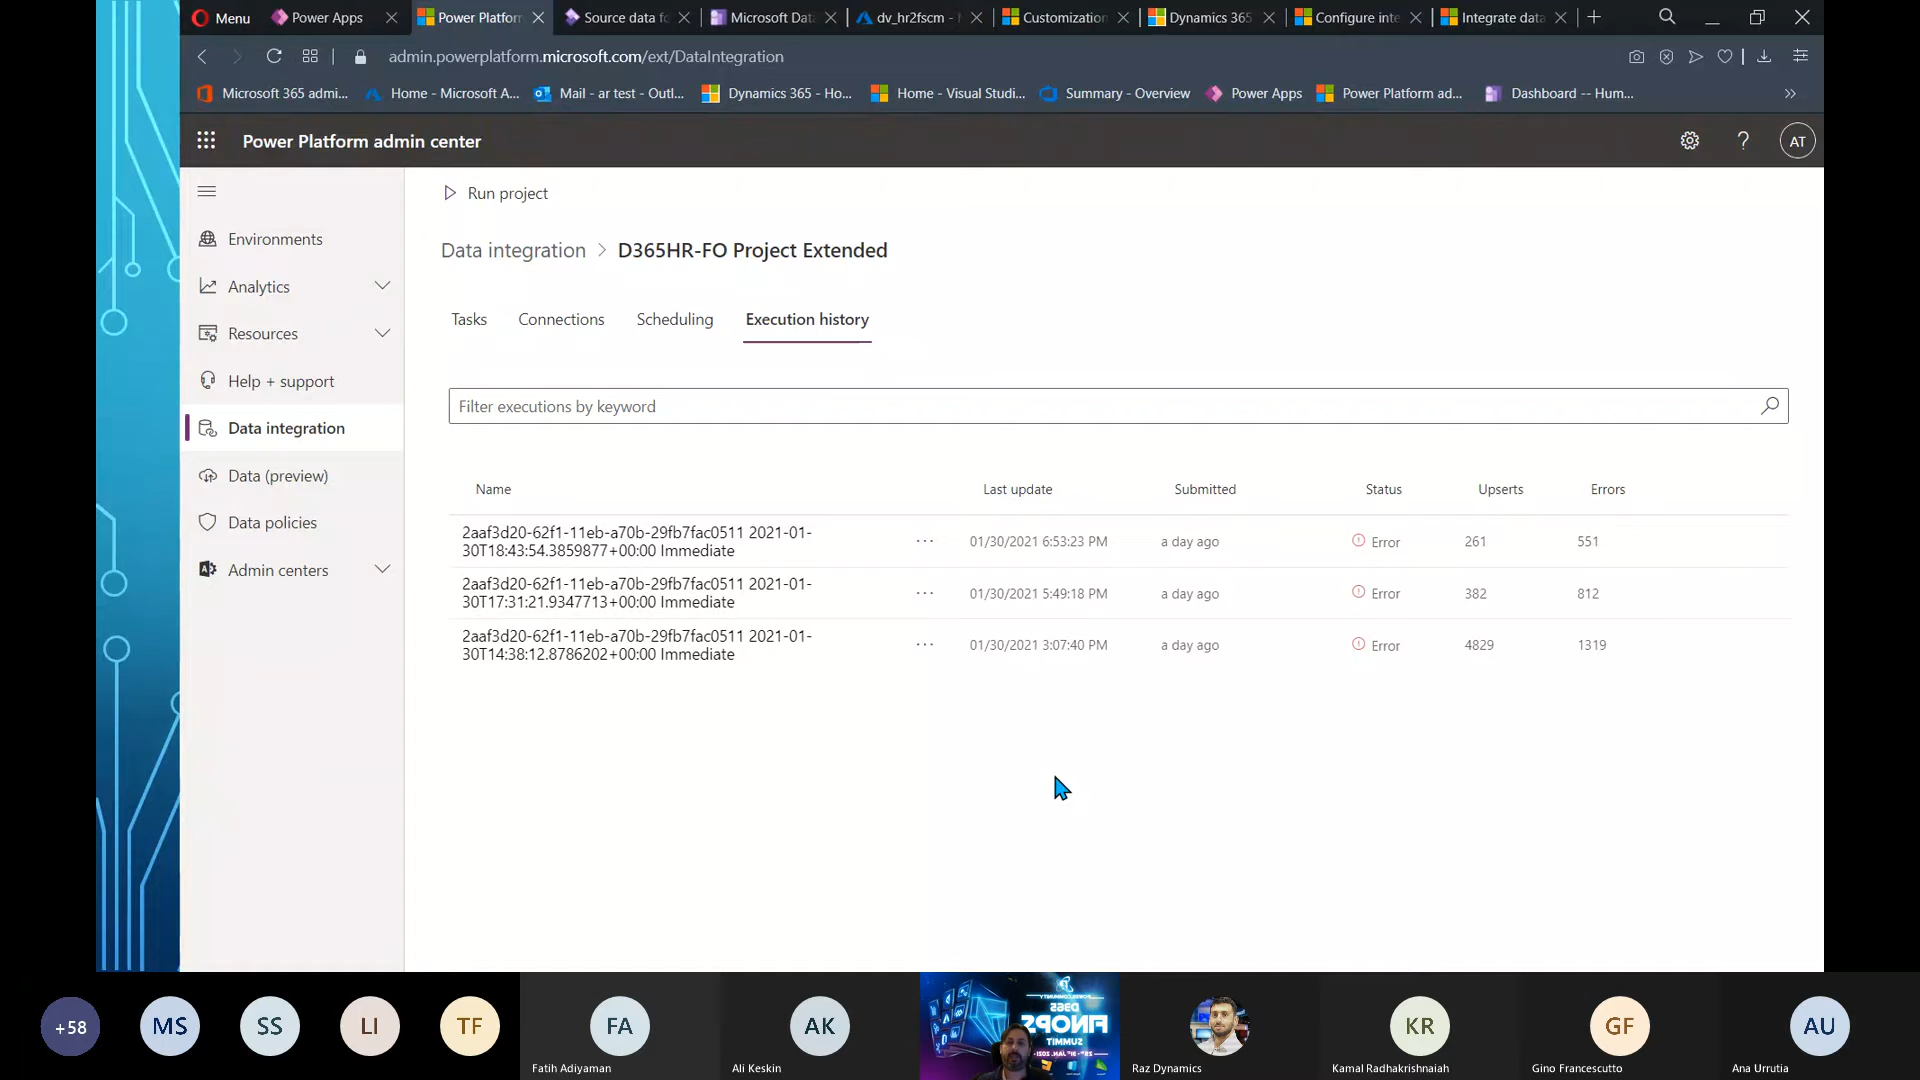 Menu
Power Apps
Power Platforn
Source data fo
Microsoft Data
dv_hr2fscm -
Customization
Dynamics 365
Configure inte
Integrate data
admin.powerplatform.microsoft.com/ext/DataIntegration
Microsoft 365 admi...
Home - Microsoft A...
Mail - ar test - Outl...
Dynamics 365 - Ho...
Home - Visual Studi...
Summary - Overview
Power Apps
Power Platform ad...
Dashboard -- Hum...
Power Platform admin center
AT
Run project
Environments
Data integration > D365HR-FO Project Extended
Analytics
Tasks
Connections
Scheduling
Execution history
Resources
Help + support
Filter executions by keyword
Data integration
Data (preview)
Data policies
Admin centers
Name
Last update
Submitted
Status
Upserts
Errors
2aaf3d20-62f1-11eb-a70b-29fb7fac0511 2021-01-
30T18:43:54.3859877+00:00 Immediate
...
01/30/2021 6:53:23 PM
a day ago
Error
261
551
2aaf3d20-62f1-11eb-a70b-29fb7fac0511 2021-01-
30T17:31:21.9347713+00:00 Immediate
...
01/30/2021 5:49:18 PM
a day ago
Error
382
812
2aaf3d20-62f1-11eb-a70b-29fb7fac0511 2021-01-
30T14:38:12.8786202+00:00 Immediate
...
01/30/2021 3:07:40 PM
a day ago
Error
4829
1319
+58
MS
SS
LI
TF
FA
Fatih Adiyaman
AK
Ali Keskin
D365
FINOPS
SUMMIT
Raz Dynamics
KR
Kamal Radhakrishnaiah
GF
Gino Francescutto
AU
Ana Urrutia